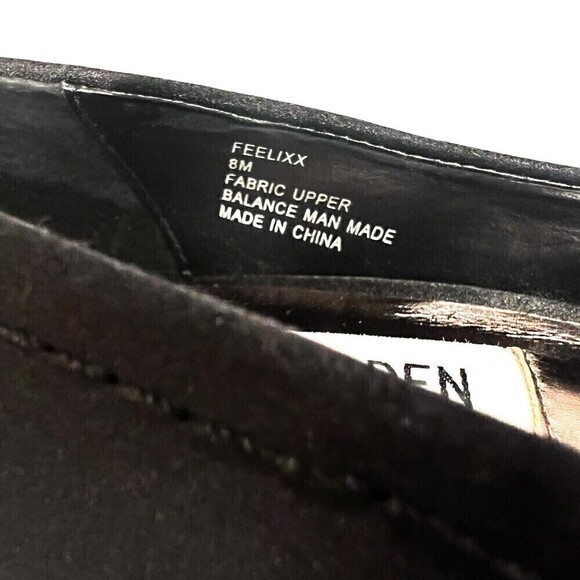 FEELIXX
8M
FABRIC UPPER
BALANCE MAN MADE
MADE IN CHINA
DEN